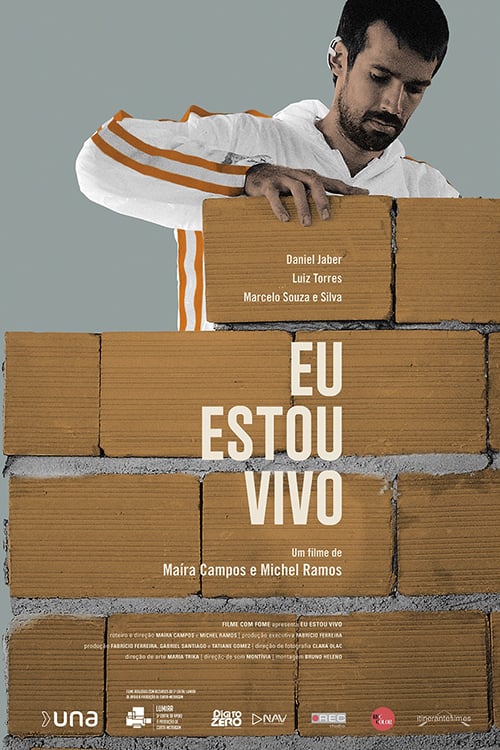 Daniel Jaber
Luiz Torres
Marcelo Souza e Silva
EU
ESTOU
VIVO
Um filme de
Maíra Campos e Michel Ramos
FILME COM FOME apresenta EU ESTOU VIVO
roteiro e direção MAÍRA CAMPOS e MICHEL RAMOS | produção executiva FABRÍCIO FERREIRA
produção FABRÍCIO FERREIRA, GABRIEL SANTIAGO e TATIANE GOMEZ | direção de fotografia CLARA OLAC
direção de arte MARIA TRIKA | direção de som MONTÍVIA | montagem BRUNO HELENO
una
LUMIAR
DÍGITO
ZERO
NAV
REC
STUDIO
itinerantefilmes